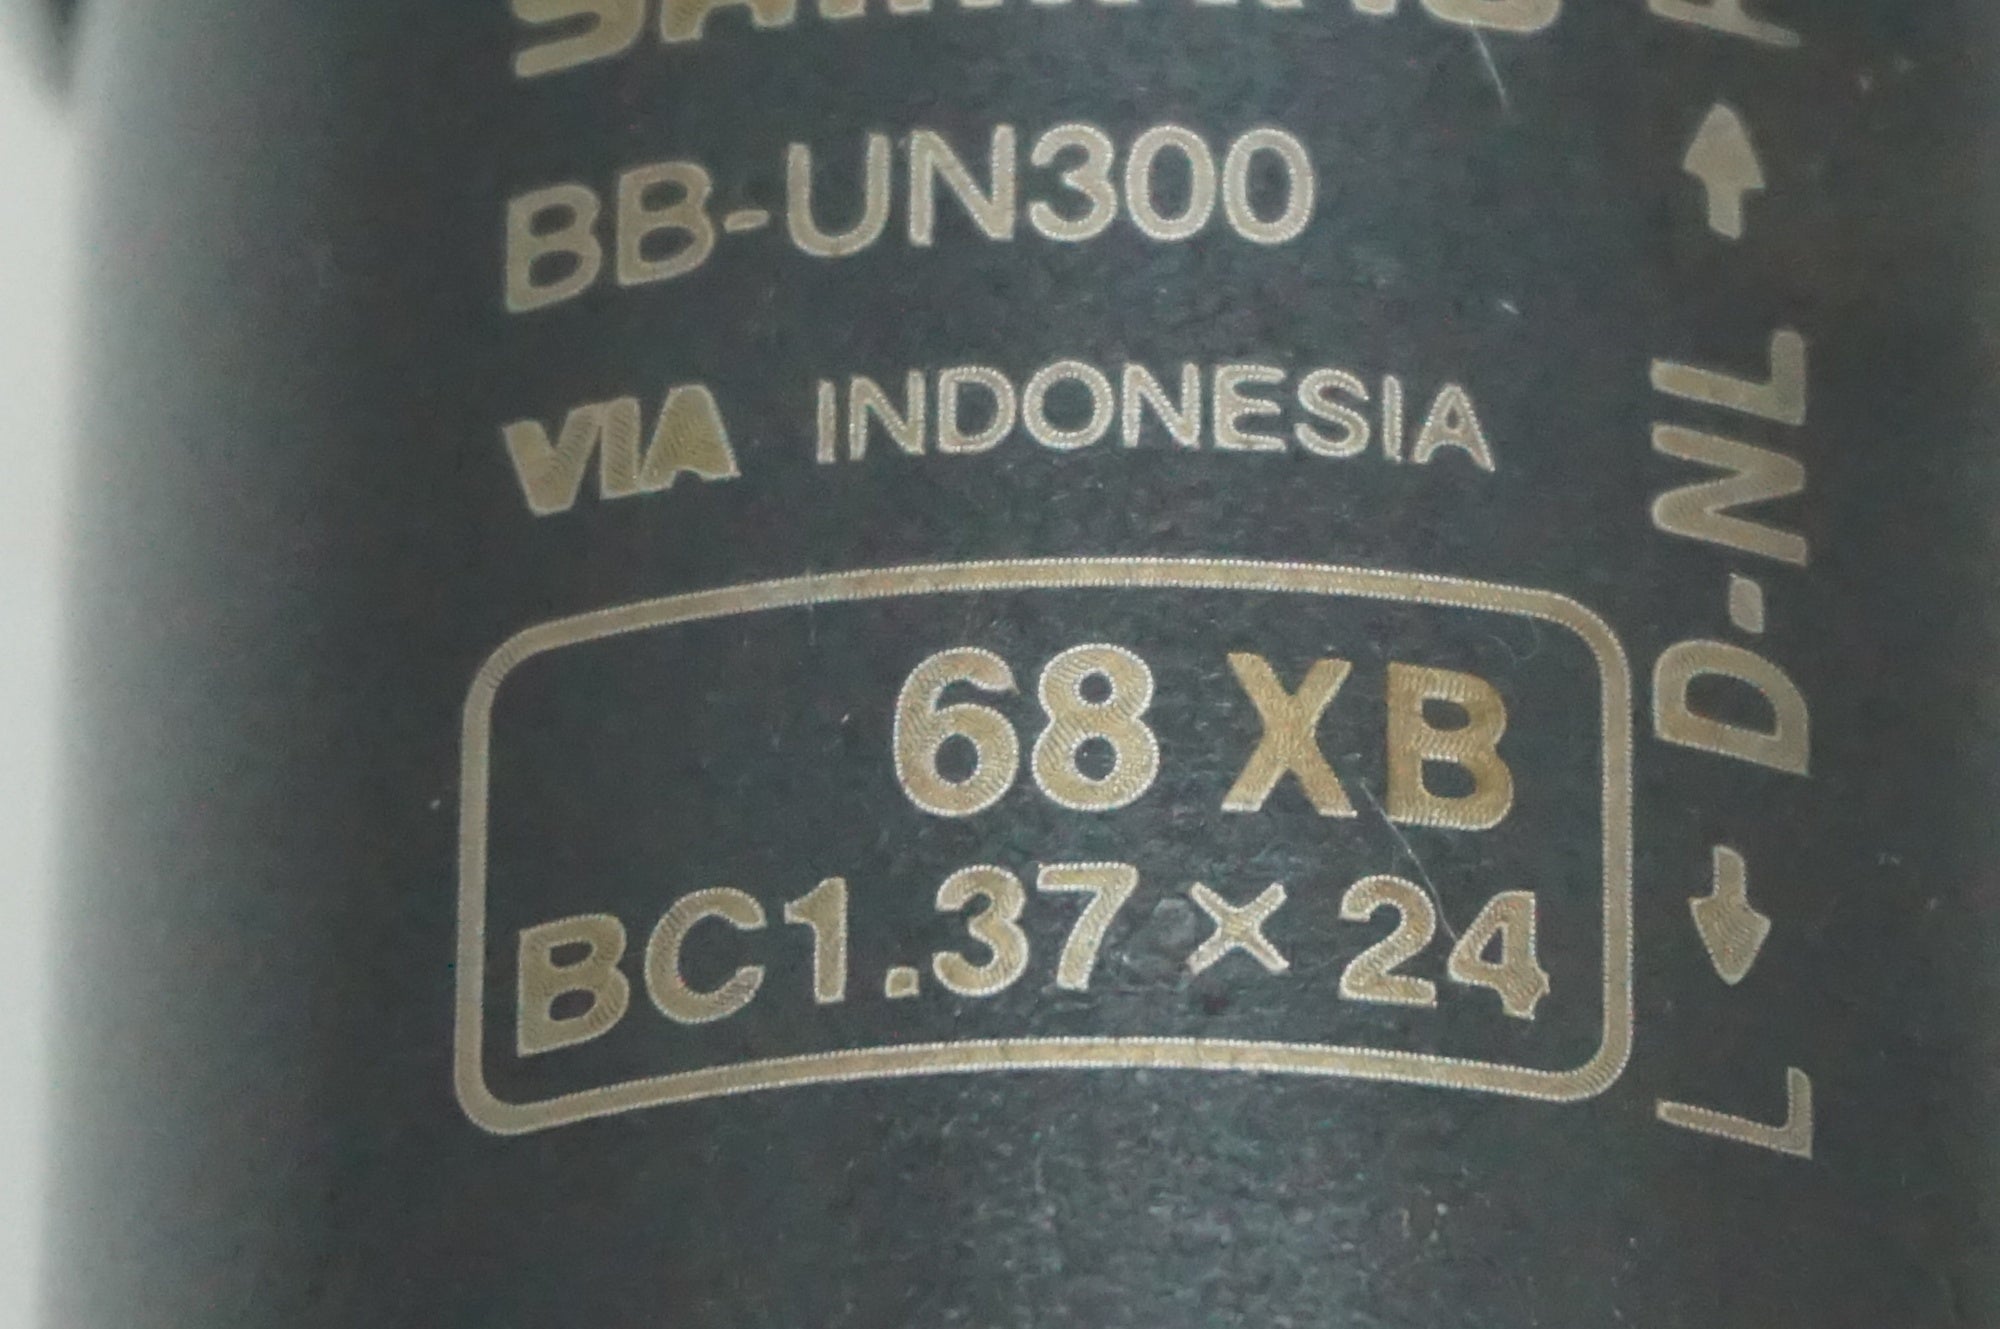 BB-UN300
VIA INDONESIA
68 XB
BC1.37×24
D-NL
L